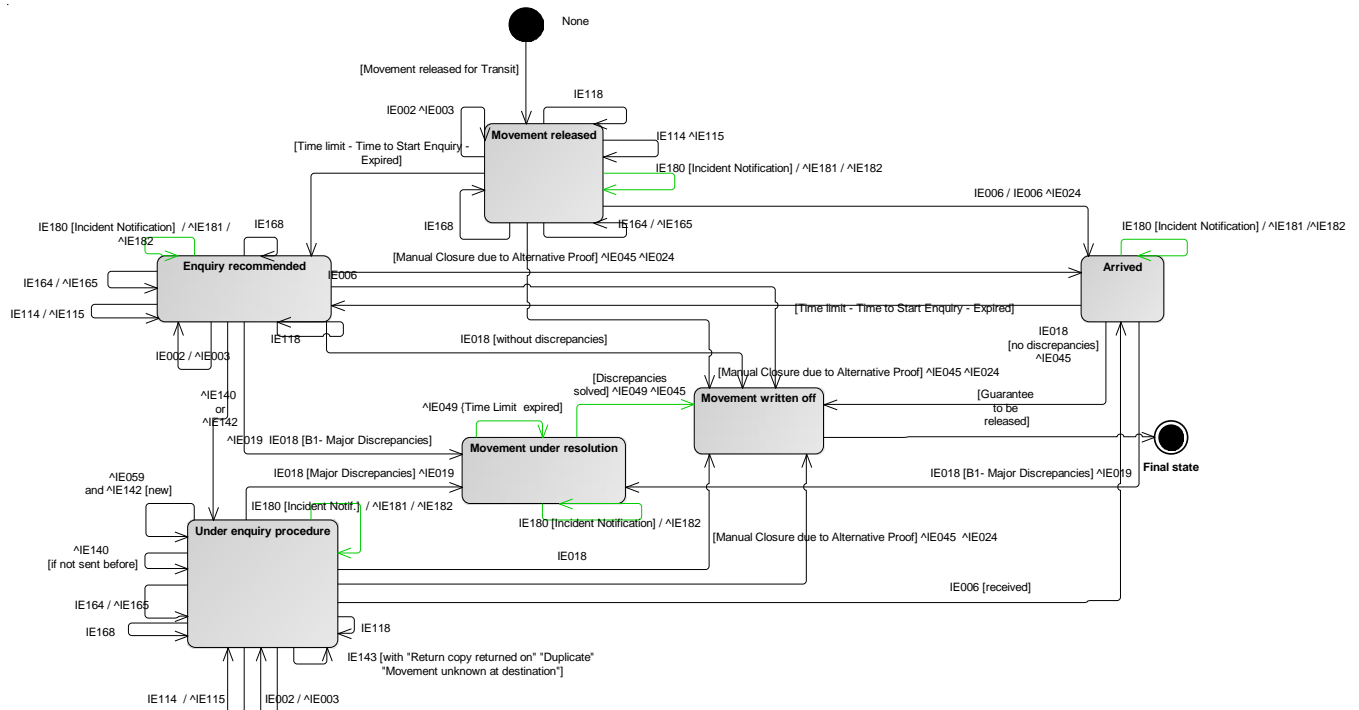 None
[Movement released for Transit]
IE118
IE002 ^IE003
Movement released
IE114 ^IE115
[Time limit - Time to Start Enquiry -
Expired]
IE180 [Incident Notification] / ^IE181 / ^IE182
IE006 / IE006 ^IE024
IE168
IE164 / ^IE165
IE180 [Incident Notification] / ^IE181 /
^IE182
IE168
IE180 [Incident Notification] / ^IE181 /^IE182
Enquiry recommended
[Manual Closure due to Alternative Proof] ^IE045 ^IE024
Arrived
IE006
IE164 / ^IE165
[Time limit - Time to Start Enquiry - Expired]
IE114 / ^IE115
IE118
IE018 [without discrepancies]
IE018
[no discrepancies]
^IE045
IE002 / ^IE003
[Manual Closure due to Alternative Proof] ^IE045 ^IE024
[Discrepancies
solved] ^IE049 ^IE045
Movement written off
[Guarantee
to be
released]
^IE140
or
^IE142
^IE049 {Time Limit expired]
^IE019 IE018 [B1- Major Discrepancies]
Movement under resolution
Final state
IE018 [Major Discrepancies] ^IE019
IE018 [B1- Major Discrepancies] ^IE019
^IE059
and ^IE142 [new]
IE180 [Incident Notif.] / ^IE181 / ^IE182
IE180 [Incident Notification] / ^IE182
Under enquiry procedure
[Manual Closure due to Alternative Proof] ^IE045 ^IE024
^IE140
[if not sent before]
IE018
IE006 [received]
IE164 / ^IE165
IE168
IE118
IE143 [with "Return copy returned on" "Duplicate"
"Movement unknown at destination"]
IE114 / ^IE115
IE002 / ^IE003